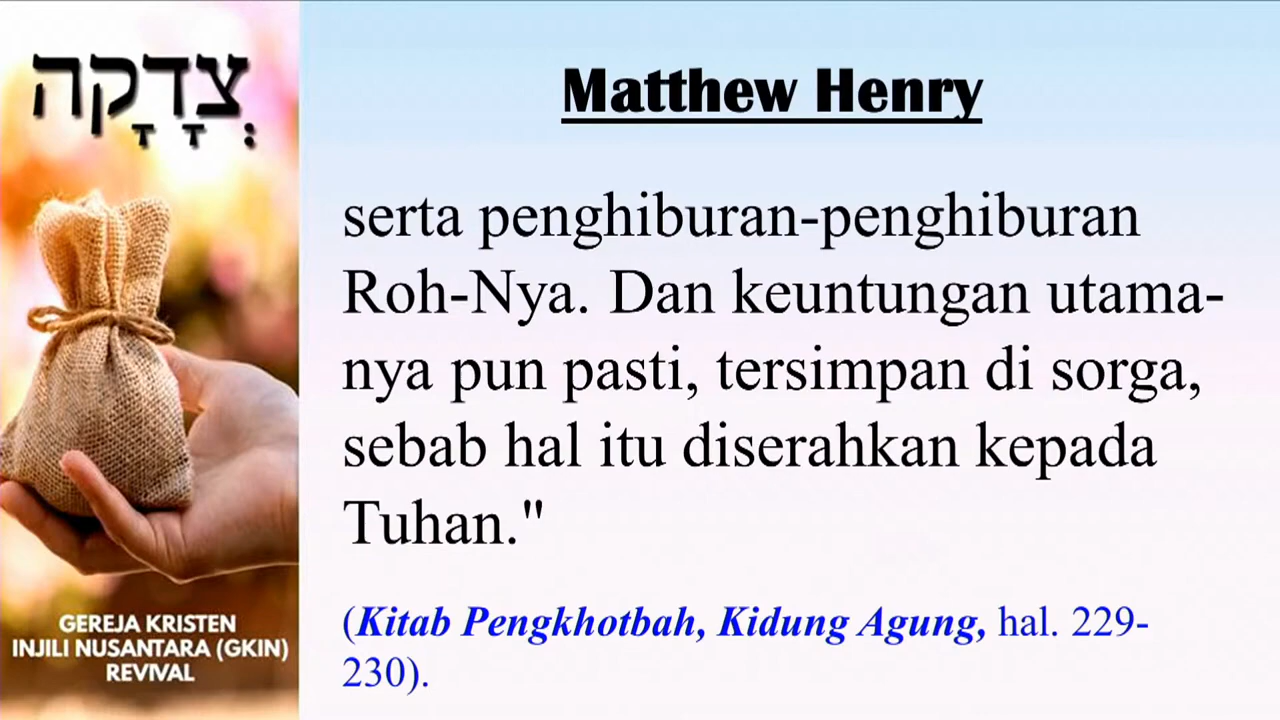 צְדָקָה
Matthew Henry
serta penghiburan-penghiburan
Roh-Nya. Dan keuntungan utama-
nya pun pasti, tersimpan di sorga,
sebab hal itu diserahkan kepada
Tuhan."
(Kitab Pengkhotbah, Kidung Agung, hal. 229-
230).
GEREJA KRISTEN
INJILI NUSANTARA (GKIN)
REVIVAL